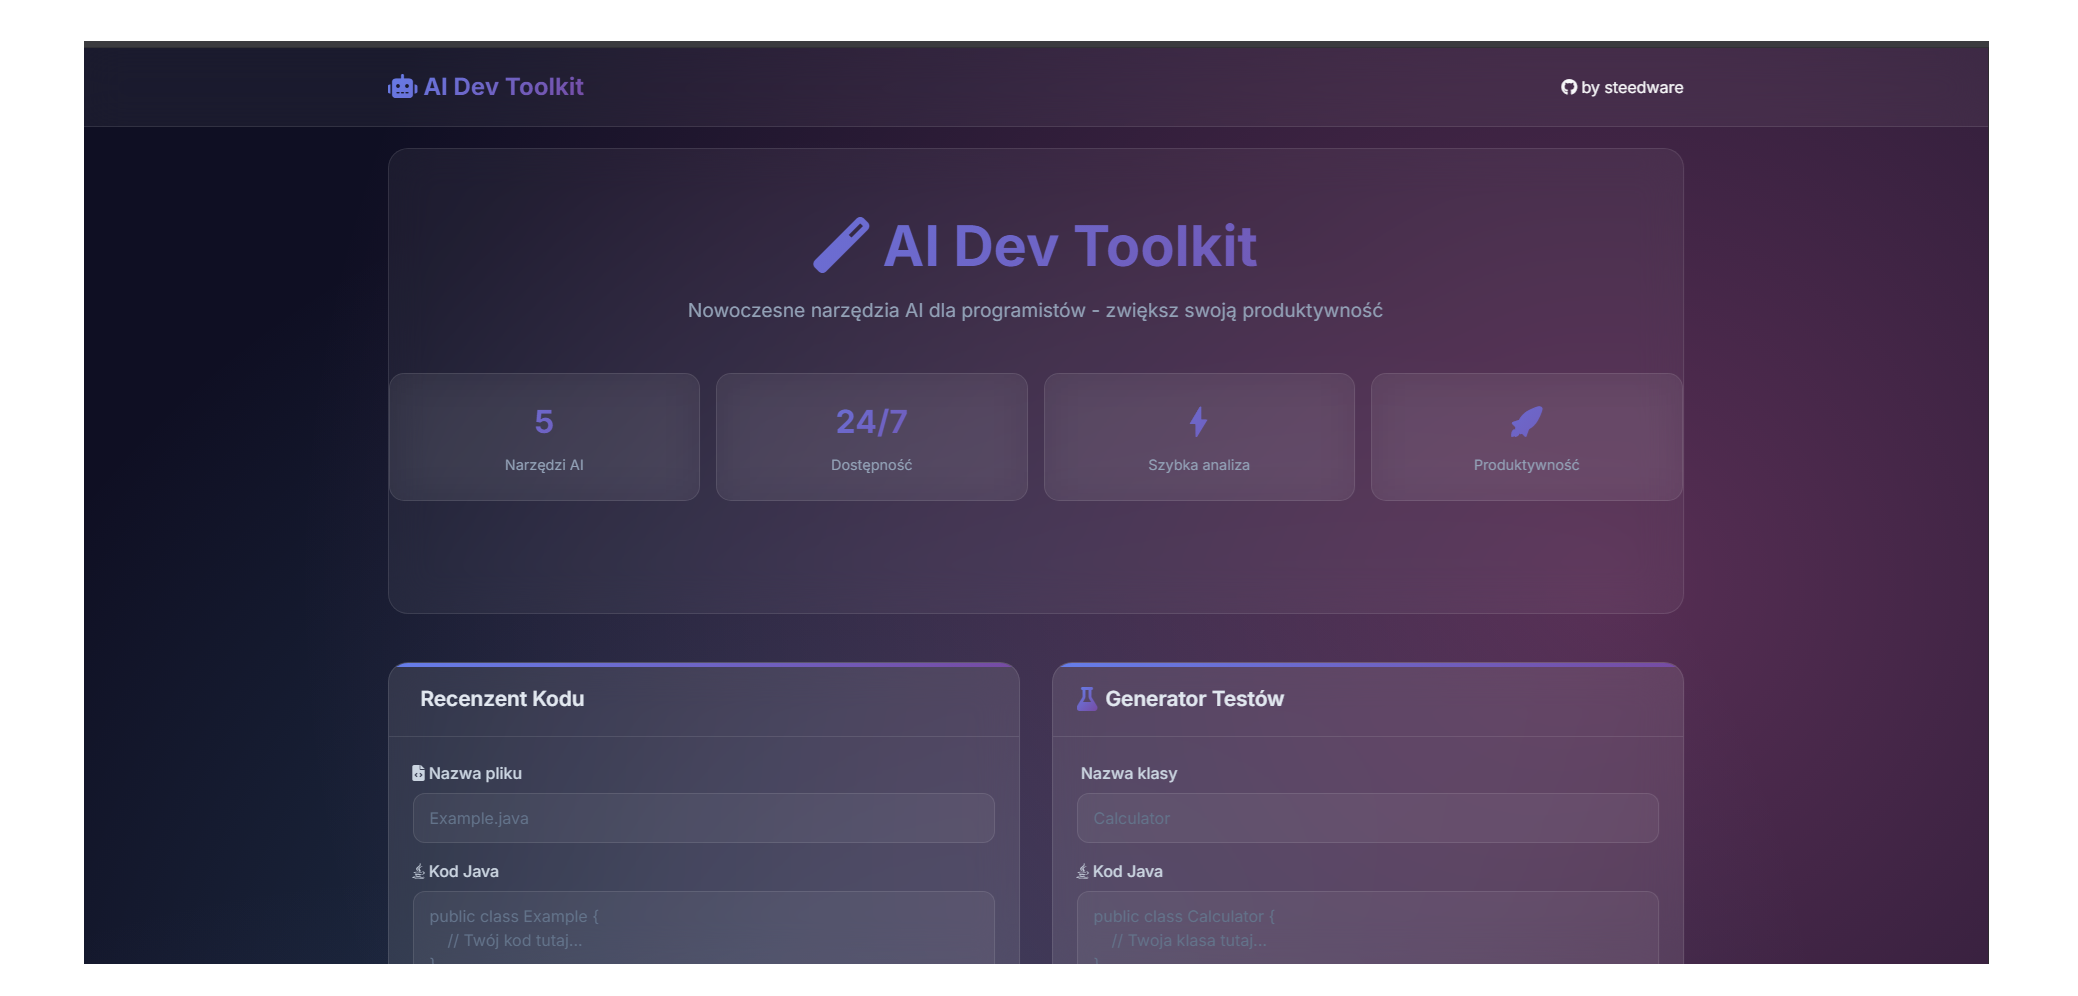 AI Dev Toolkit
by steedware
AI Dev Toolkit
Nowoczesne narzędzia AI dla programistów - zwiększ swoją produktywność
5
Narzędzi AI
24/7
Dostępność
Szybka analiza
Produktywność
Recenzent Kodu
Nazwa pliku
Example.java
Kod Java
public class Example {
// Twój kod tutaj...
}
Generator Testów
Nazwa klasy
Calculator
Kod Java
public class Calculator {
// Twoja klasa tutaj...
}